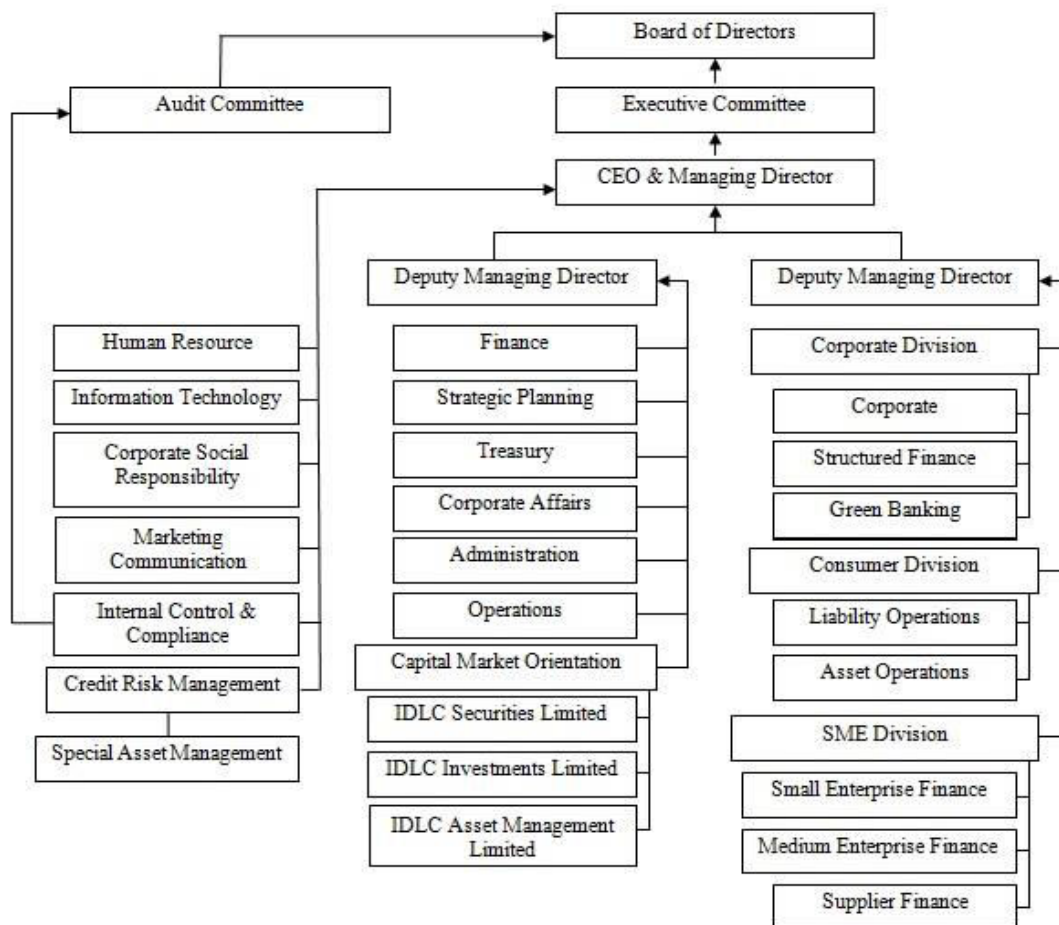 Board of Directors
Audit Committee
Executive Committee
CEO & Managing Director
Deputy Managing Director
Deputy Managing Director
Human Resource
Information Technology
Corporate Social
Responsibility
Marketing
Communication
Internal Control &
Compliance
Credit Risk Management
Special Asset Management
Finance
Strategic Planning
Treasury
Corporate Affairs
Administration
Operations
Capital Market Orientation
IDLC Securities Limited
IDLC Investments Limited
IDLC Asset Management
Limited
Corporate Division
Corporate
Structured Finance
Green Banking
Consumer Division
Liability Operations
Asset Operations
SME Division
Small Enterprise Finance
Medium Enterprise Finance
Supplier Finance